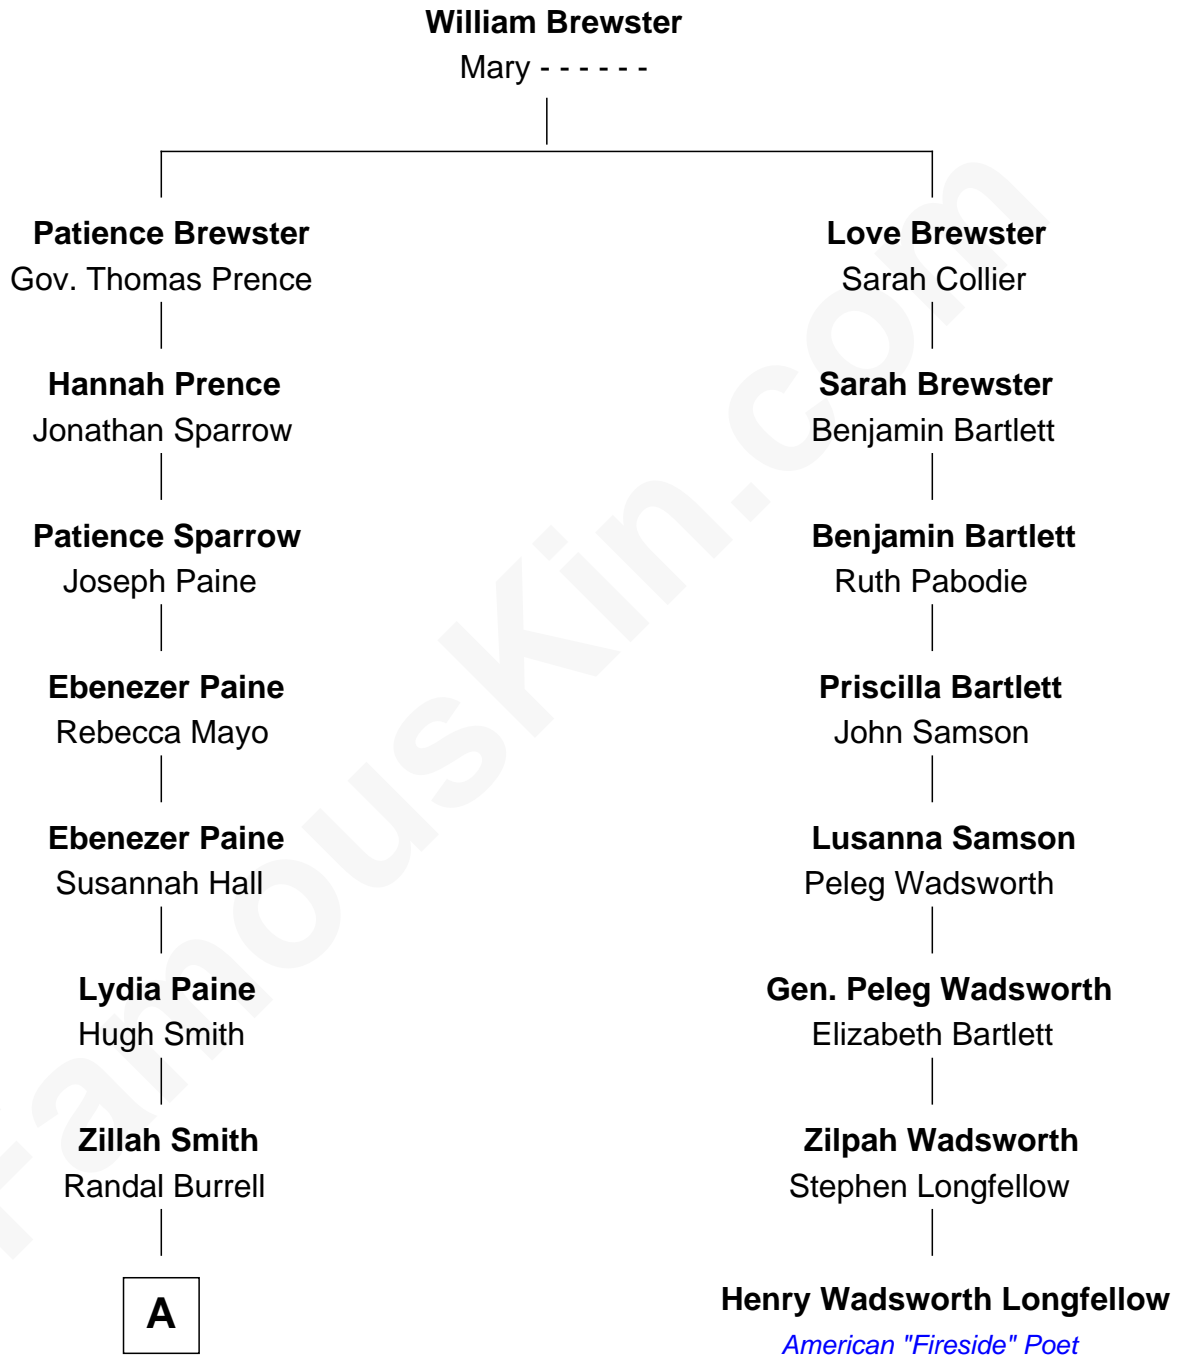 William Brewster
Mary - - - - - -
Patience Brewster
Gov. Thomas Prence
Love Brewster
Sarah Collier
Hannah Prence
Jonathan Sparrow
Sarah Brewster
Benjamin Bartlett
Patience Sparrow
Joseph Paine
Benjamin Bartlett
Ruth Pabodie
Ebenezer Paine
Rebecca Mayo
Priscilla Bartlett
John Samson
Ebenezer Paine
Susannah Hall
Lusanna Samson
Peleg Wadsworth
Lydia Paine
Hugh Smith
Gen. Peleg Wadsworth
Elizabeth Bartlett
Zillah Smith
Randal Burrell
Zilpah Wadsworth
Stephen Longfellow
A
Henry Wadsworth Longfellow
American "Fireside" Poet
FamousKin.com